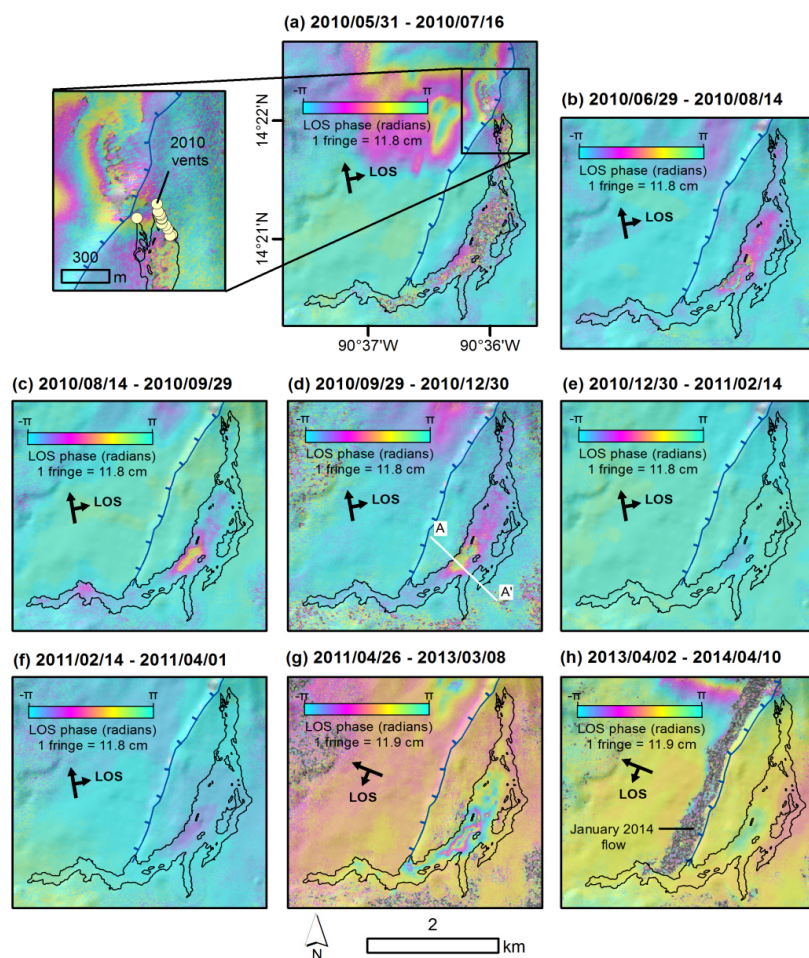 (a) 2010/05/31 - 2010/07/16
-π π
LOS phase (radians)
1 fringe = 11.8 cm
LOS
14°22'N
14°21'N
90°37'W 90°36'W
2010
vents
300
m
(b) 2010/06/29 - 2010/08/14
-π π
LOS phase (radians)
1 fringe = 11.8 cm
LOS
(c) 2010/08/14 - 2010/09/29
-π π
LOS phase (radians)
1 fringe = 11.8 cm
LOS
(d) 2010/09/29 - 2010/12/30
-π π
LOS phase (radians)
1 fringe = 11.8 cm
LOS
A
A'
(e) 2010/12/30 - 2011/02/14
-π π
LOS phase (radians)
1 fringe = 11.8 cm
LOS
(f) 2011/02/14 - 2011/04/01
-π π
LOS phase (radians)
1 fringe = 11.8 cm
LOS
(g) 2011/04/26 - 2013/03/08
-π π
LOS phase (radians)
1 fringe = 11.9 cm
LOS
(h) 2013/04/02 - 2014/04/10
-π π
LOS phase (radians)
1 fringe = 11.9 cm
LOS
January 2014
flow
N
2
km